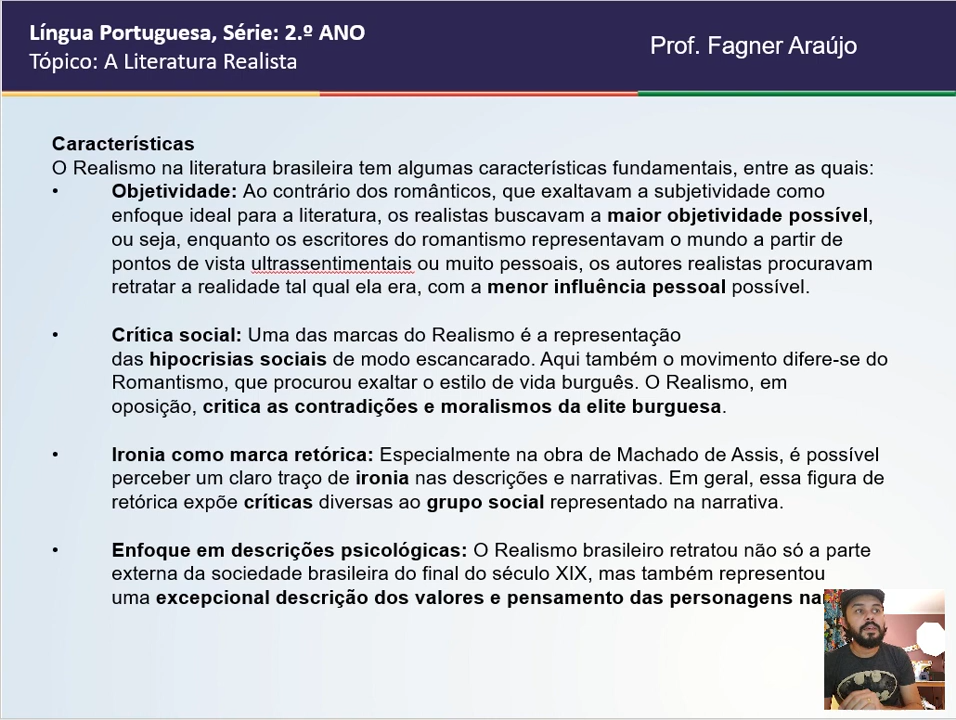 Língua Portuguesa, Série: 2.º ANO
Tópico: A Literatura Realista
Prof. Fagner Araújo
Características
O Realismo na literatura brasileira tem algumas características fundamentais, entre as quais:
• Objetividade: Ao contrário dos românticos, que exaltavam a subjetividade como
enfoque ideal para a literatura, os realistas buscavam a maior objetividade possível,
ou seja, enquanto os escritores do romantismo representavam o mundo a partir de
pontos de vista ultrassentimentais ou muito pessoais, os autores realistas procuravam
retratar a realidade tal qual ela era, com a menor influência pessoal possível.
• Crítica social: Uma das marcas do Realismo é a representação
das hipocrisias sociais de modo escancarado. Aqui também o movimento difere-se do
Romantismo, que procurou exaltar o estilo de vida burguês. O Realismo, em
oposição, critica as contradições e moralismos da elite burguesa.
• Ironia como marca retórica: Especialmente na obra de Machado de Assis, é possível
perceber um claro traço de ironia nas descrições e narrativas. Em geral, essa figura de
retórica expõe críticas diversas ao grupo social representado na narrativa.
• Enfoque em descrições psicológicas: O Realismo brasileiro retratou não só a parte
externa da sociedade brasileira do final do século XIX, mas também representou
uma excepcional descrição dos valores e pensamento das personagens